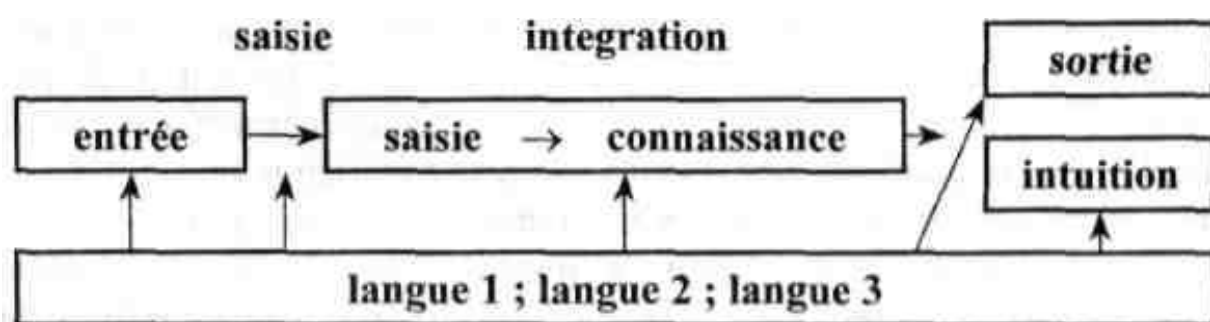 saisie integration
sortie
entrée saisie → connaissance
intuition
langue 1 ; langue 2 ; langue 3